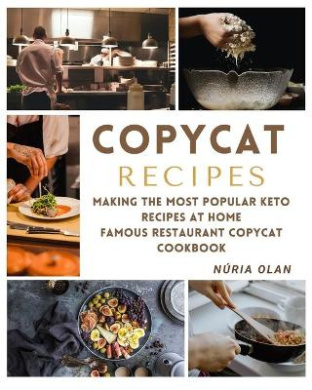 COPYCAT
RECIPES
MAKING THE MOST POPULAR KETO
RECIPES AT HOME
FAMOUS RESTAURANT COPYCAT
COOKBOOK
NÚRIA OLAN